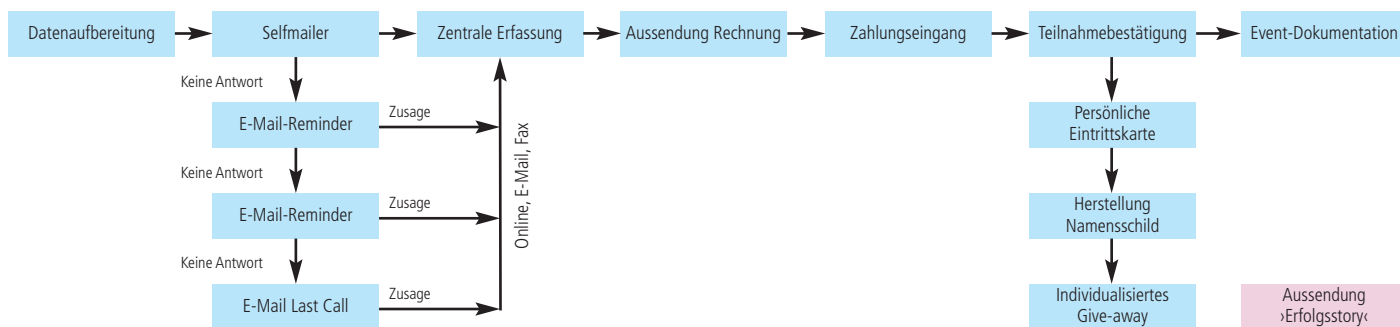 Datenaufbereitung
Selfmailer
Zentrale Erfassung
Aussendung Rechnung
Zahlungseingang
Teilnahmebestätigung
Event-Dokumentation
Keine Antwort
E-Mail-Reminder
Zusage
Keine Antwort
E-Mail-Reminder
Zusage
Keine Antwort
E-Mail Last Call
Zusage
Online, E-Mail, Fax
Persönliche
Eintrittskarte
Herstellung
Namensschild
Individualisiertes
Give-away
Aussendung
›Erfolgsstory‹